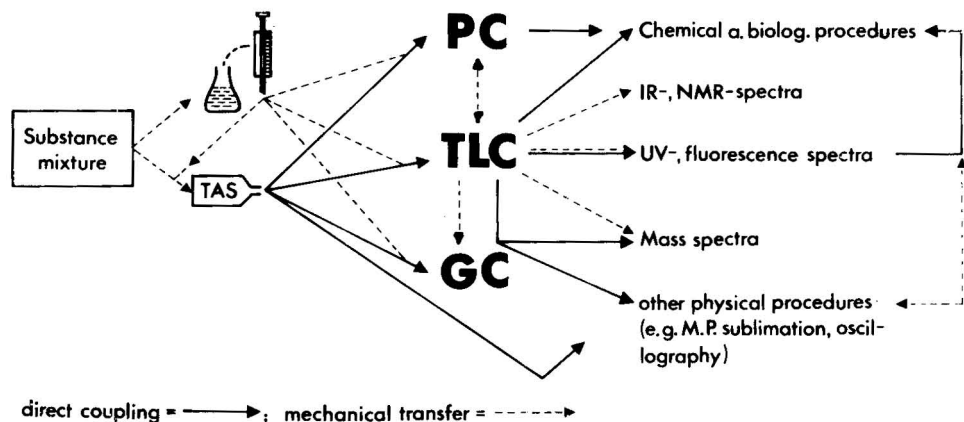 PC
Chemical a. biolog. procedures
IR-, NMR-spectra
Substance
mixture
TLC
UV-, fluorescence spectra
TAS
Mass spectra
GC
other physical procedures
(e.g. M.P. sublimation, oscil-
lography)
direct coupling = ; mechanical transfer =